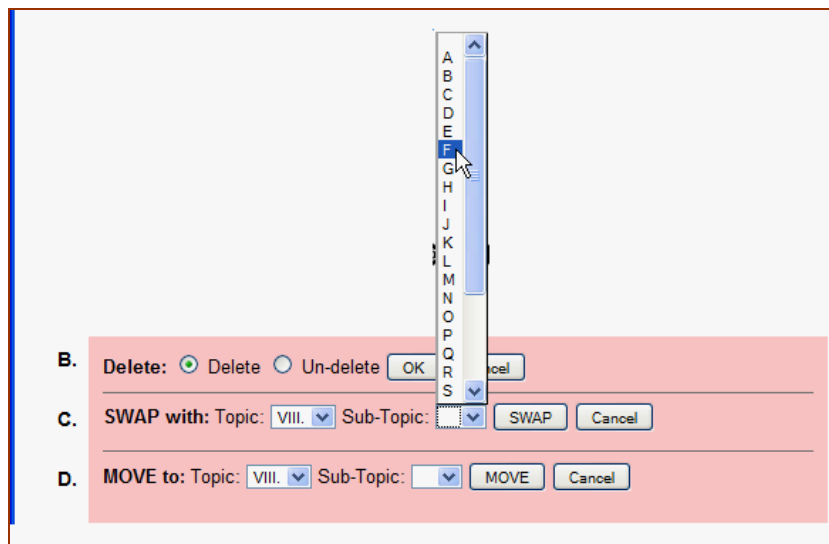 A
B
C
D
E
F
G
H
I
J
K
L
M
N
O
P
Q
R
S
B. Delete: Delete Un-delete OK cel
C. SWAP with: Topic: VIII. Sub-Topic: SWAP Cancel
D. MOVE to: Topic: VIII. Sub-Topic: MOVE Cancel